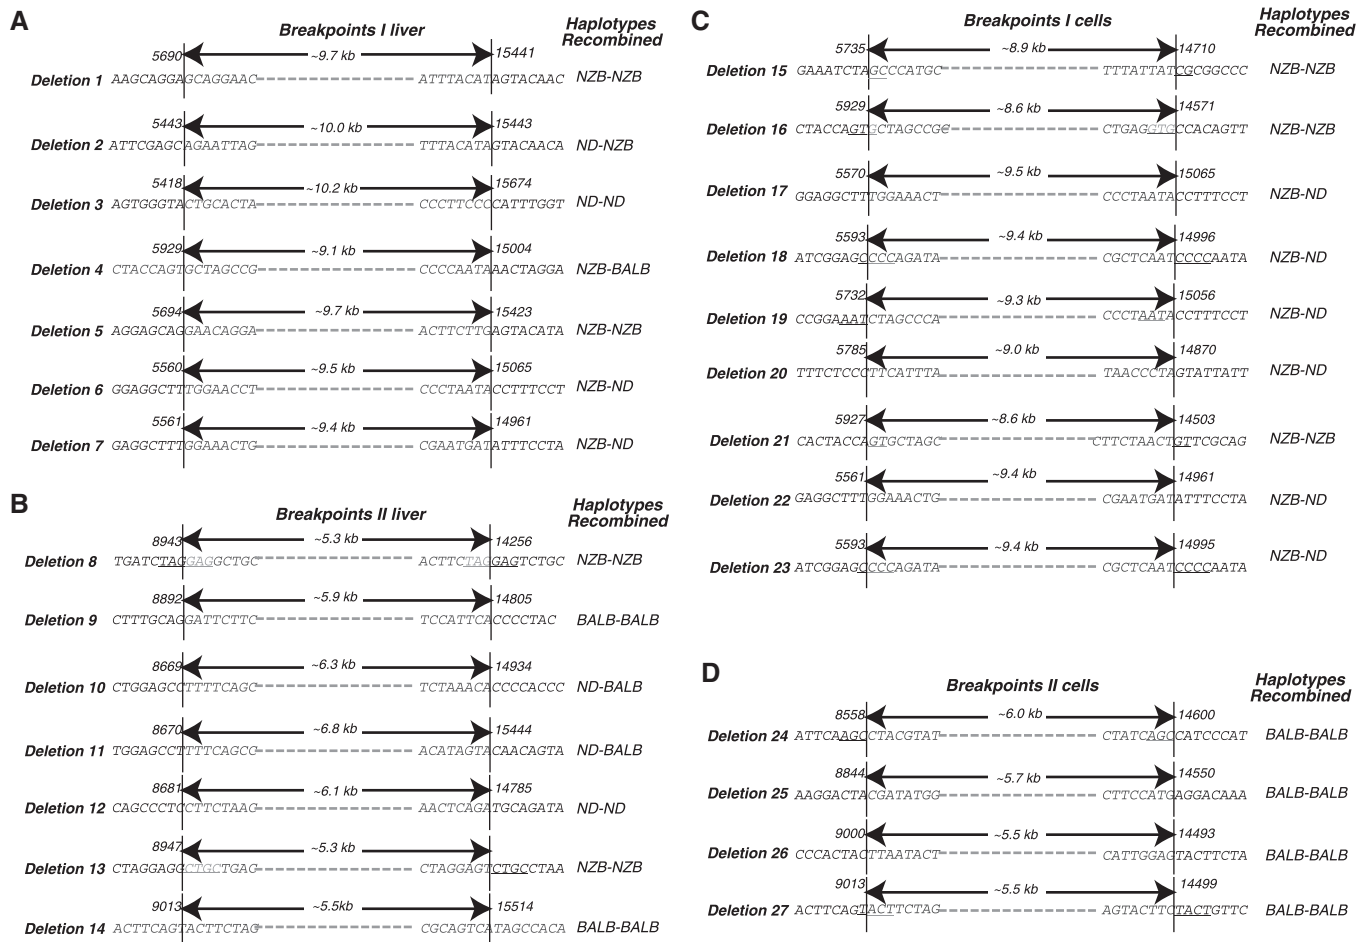 A
Breakpoints I liver
Haplotypes
Recombined
5690 ~9.7 kb 15441
Deletion 1 AAGCAGGAGCAGGAAC ATTTACATAGTACAAC NZB-NZB
5443 ~10.0 kb 15443
Deletion 2 ATTCGAGCAGAATTAG TTTACATAGTACAACA ND-NZB
5418 ~10.2 kb 15674
Deletion 3 AGTGGGTACTGCACTA CCCTTCCCCATTTGGT ND-ND
5929 ~9.1 kb 15004
Deletion 4 CTACCAGTGCTAGCCG CCCCAATAAACTAGGA NZB-BALB
5694 ~9.7 kb 15423
Deletion 5 AGGAGCAGGAACAGGA ACTTCTTGAGTACATA NZB-NZB
5560 ~9.5 kb 15065
Deletion 6 GGAGGCTTTGGAACCT CCCTAATACCTTTCCT NZB-ND
5561 ~9.4 kb 14961
Deletion 7 GAGGCTTTGGAAACTG CGAATGATATTTCCTA NZB-ND
B
Breakpoints II liver
Haplotypes
Recombined
8943 ~5.3 kb 14256
Deletion 8 TGATCTAGGAGGCTGC ACTTCTAGGAGTCTGC NZB-NZB
8892 ~5.9 kb 14805
Deletion 9 CTTTGCAGGATTCTTC TCCATTCACCCCTAC BALB-BALB
8669 ~6.3 kb 14934
Deletion 10 CTGGAGCCTTTTCAGC TCTAAACACCCCACCC ND-BALB
8670 ~6.8 kb 15444
Deletion 11 TGGAGCCTTTTCAGCG ACATAGTACAACAGTA ND-BALB
8681 ~6.1 kb 14785
Deletion 12 CAGCCCTCCTTCTAAG AACTCAGATGCAGATA ND-ND
8947 ~5.3 kb
Deletion 13 CTAGGAGGCTGCTGAG CTAGGAGTCTGCCTAA NZB-NZB
9013 ~5.5kb 15514
Deletion 14 ACTTCAGTACTTCTAG CGCAGTCATAGCCACA BALB-BALB
C
Breakpoints I cells
Haplotypes
Recombined
5735 ~8.9 kb 14710
Deletion 15 GAAATCTAGCCCATGC TTTATTATCGCGGCCC NZB-NZB
5929 ~8.6 kb 14571
Deletion 16 CTACCAGTGCTAGCCGC CTGAGGTGCCACAGTT NZB-NZB
5570 ~9.5 kb 15065
Deletion 17 GGAGGCTTTGGAAACT CCCTAATACCTTTCCT NZB-ND
5593 ~9.4 kb 14996
Deletion 18 ATCGGAGCCCCAGATA CGCTCAATCCCCAATA NZB-ND
5732 ~9.3 kb 15056
Deletion 19 CCGGAAATCTAGCCCA CCCTAATACCTTTCCT NZB-ND
5785 ~9.0 kb 14870
Deletion 20 TTTCTCCCTTCATTTA TAACCCTAGTATTATT NZB-ND
5927 ~8.6 kb 14503
Deletion 21 CACTACCAGTGCTAGC CTTCTAACTGTTCGCAG NZB-NZB
5561 ~9.4 kb 14961
Deletion 22 GAGGCTTTGGAAACTG CGAATGATATTTCCTA NZB-ND
5593 ~9.4 kb 14995
Deletion 23 ATCGGAGCCCCAGATA CGCTCAATCCCCAATA NZB-ND
D
Breakpoints II cells
Haplotypes
Recombined
8558 ~6.0 kb 14600
Deletion 24 ATTCAAGCCTACGTAT CTATCAGCCATCCCAT BALB-BALB
8844 ~5.7 kb 14550
Deletion 25 AAGGACTACGATATGG CTTCCATGAGGACAAA BALB-BALB
9000 ~5.5 kb 14493
Deletion 26 CCCACTACTTAATACT CATTGGAGTACTTCTA BALB-BALB
9013 ~5.5 kb 14499
Deletion 27 ACTTCAGTACTTCTAG AGTACTTCTACTGTTC BALB-BALB